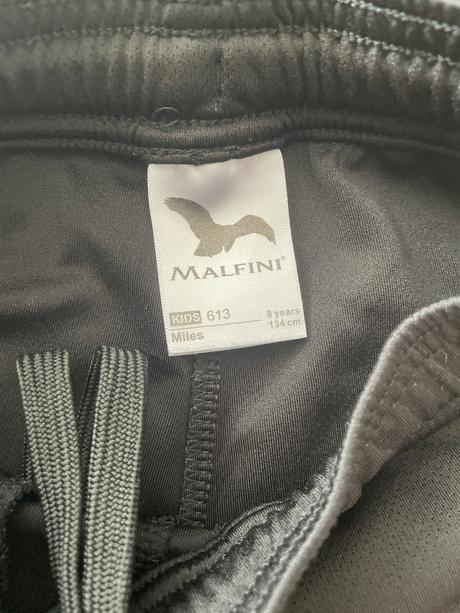 MALFINI®
KIDS 613 8 years
Miles 134 cm